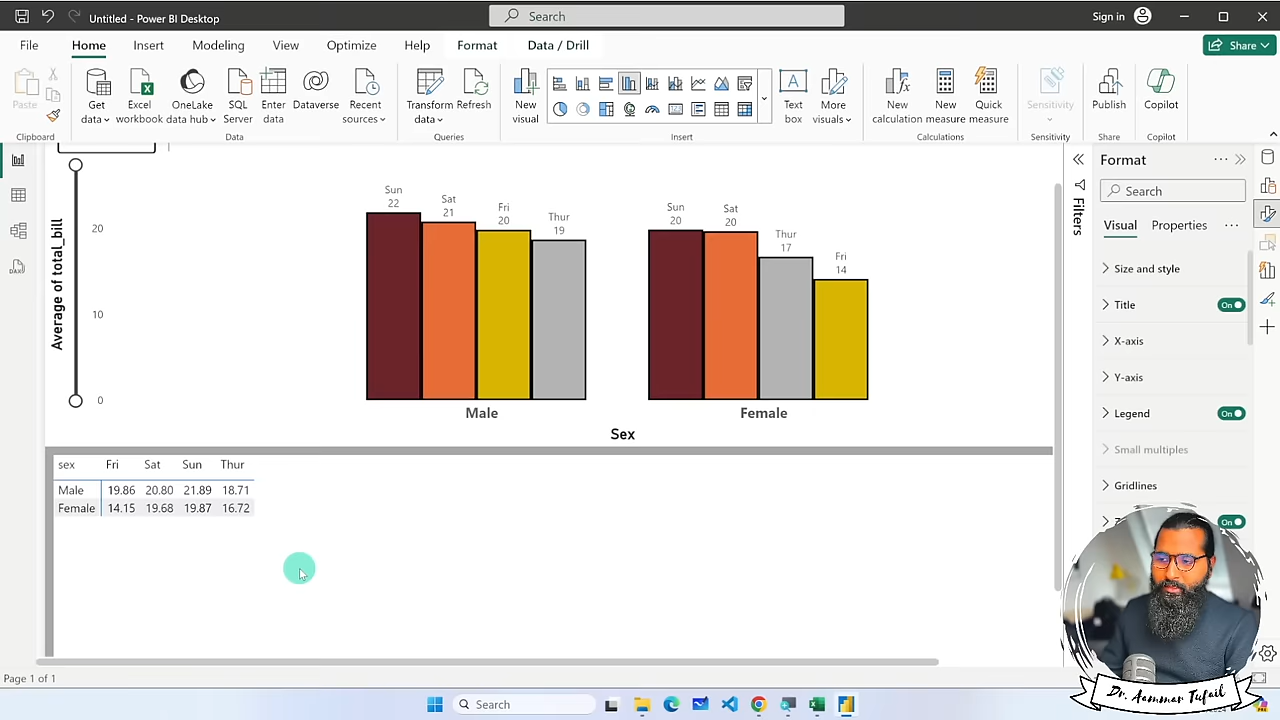 Untitled - Power BI Desktop
Search
Sign in
File
Home
Insert
Modeling
View
Optimize
Help
Format
Data / Drill
Share
Paste
Get data
Excel workbook
OneLake data hub
SQL Server
Enter data
Dataverse
Recent sources
Transform data
Refresh
New visual
Text box
More visuals
New calculation
New measure
Quick measure
Sensitivity
Publish
Copilot
Clipboard
Data
Queries
Insert
Calculations
Sensitivity
Share
Copilot
Average of total_bill
20
10
0
Sun
22
Sat
21
Fri
20
Thur
19
Sun
20
Sat
20
Thur
17
Fri
14
Male
Female
Sex
sex Fri Sat Sun Thur
Male 19.86 20.80 21.89 18.71
Female 14.15 19.68 19.87 16.72
Filters
Format
Search
Visual
Properties
Size and style
Title
On
X-axis
Y-axis
Legend
On
Small multiples
Gridlines
On
Dr. Aammar Tufail
Page 1 of 1
Search